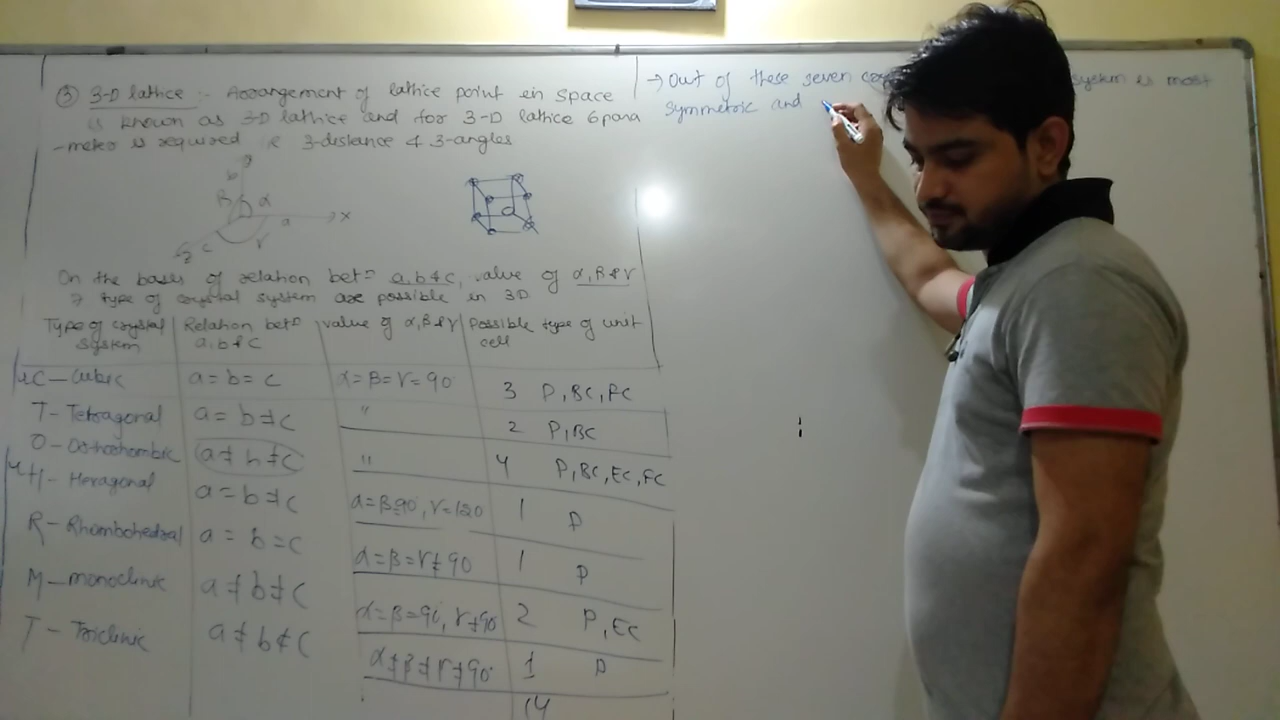 ③ 3-D lattice :- Arrangement of lattice point in space
is known as 3-D lattice and for 3-D lattice 6 para
-meter is required 3-distance & 3-angles
b
β α
a x
c γ
On the bases of relation betⁿ a, b & c, value of α, β & γ
7 type of crystal system are possible in 3D
Type of crystal system | Relation betⁿ a, b & c | value of α, β & γ | Possible type of unit cell
C – Cubic a = b = c α = β = γ = 90 3 P, BC, FC
T – Tetragonal a = b ≠ c " 2 P, BC
O – Orthorhombic a ≠ b ≠ c " 4 P, BC, EC, FC
H – Hexagonal a = b ≠ c α = β = 90, γ = 120 1 P
R – Rhombohedral a = b = c α = β = γ ≠ 90 1 P
M – monoclinic a ≠ b ≠ c α = β = 90, γ ≠ 90 2 P, EC
T – Triclinic a ≠ b ≠ c α ≠ β ≠ γ ≠ 90 1 P
14
→ Out of these seven system is most
symmetric and